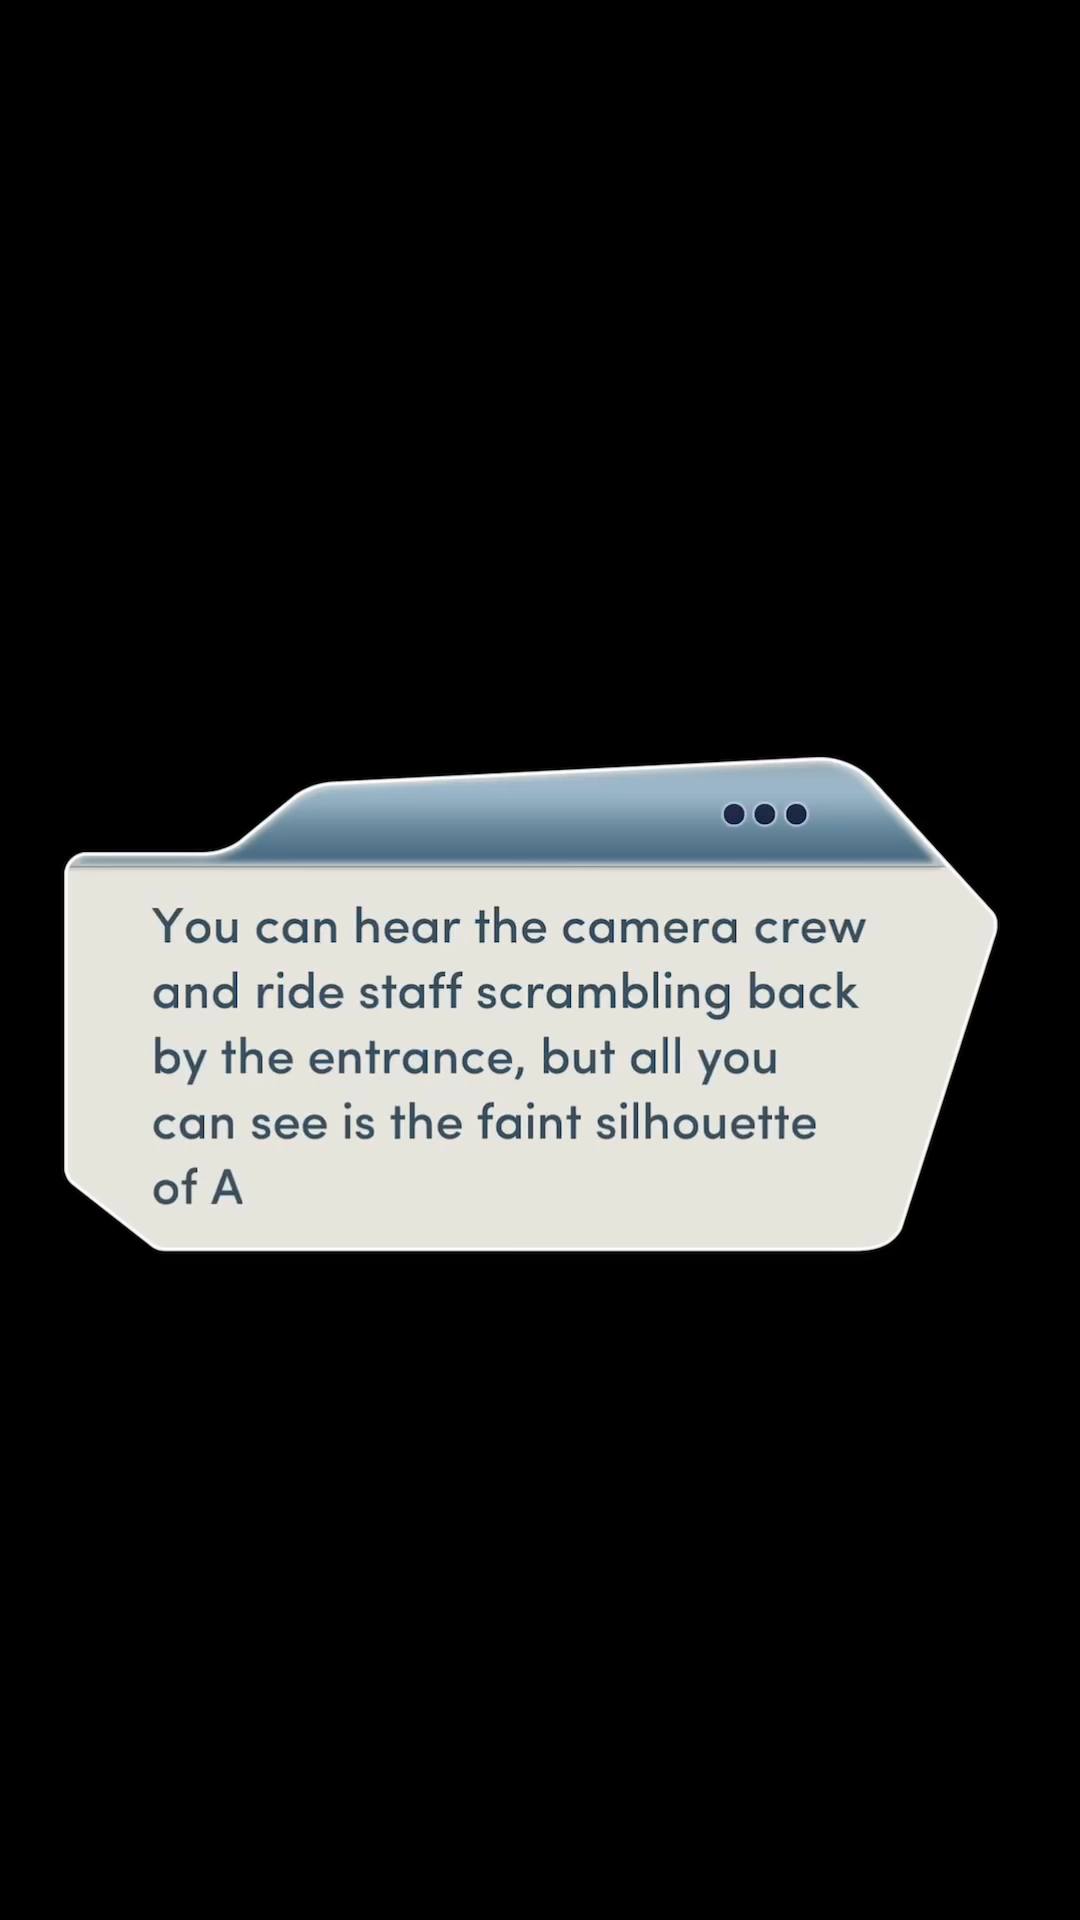 You can hear the camera crew
and ride staff scrambling back
by the entrance, but all you
can see is the faint silhouette
of A